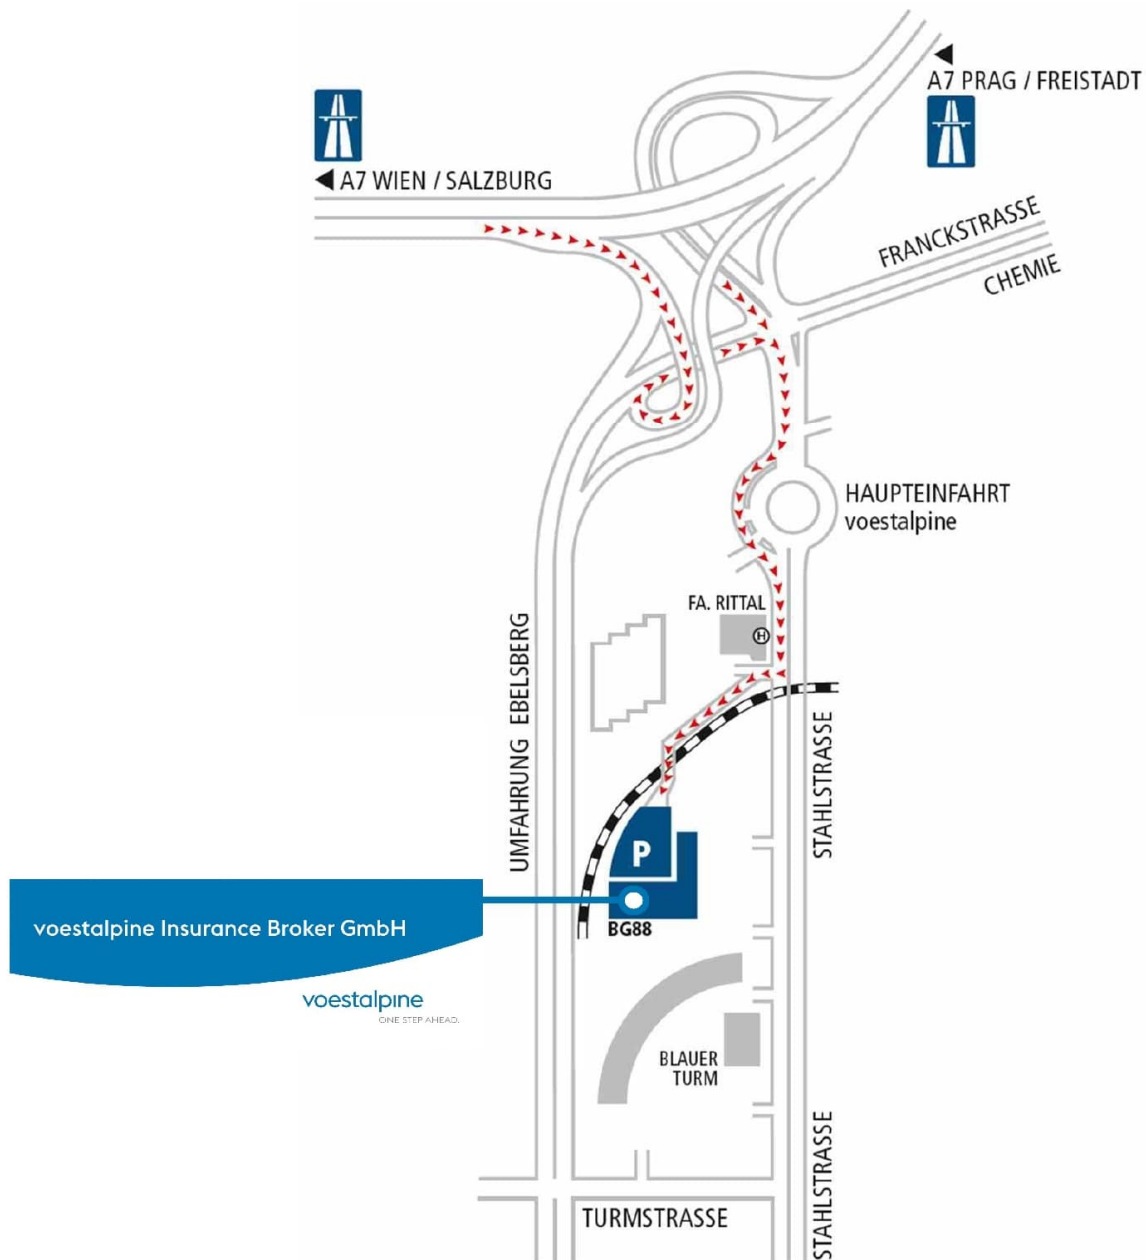 A7 PRAG / FREISTADT
A7 WIEN / SALZBURG
FRANCKSTRASSE
CHEMIE
HAUPTEINFAHRT
voestalpine
FA. RITTAL
H
UMFAHRUNG EBELSBERG
STAHLSTRASSE
P
voestalpine Insurance Broker GmbH
BG88
voestalpine
ONE STEP AHEAD.
BLAUER
TURM
STAHLSTRASSE
TURMSTRASSE